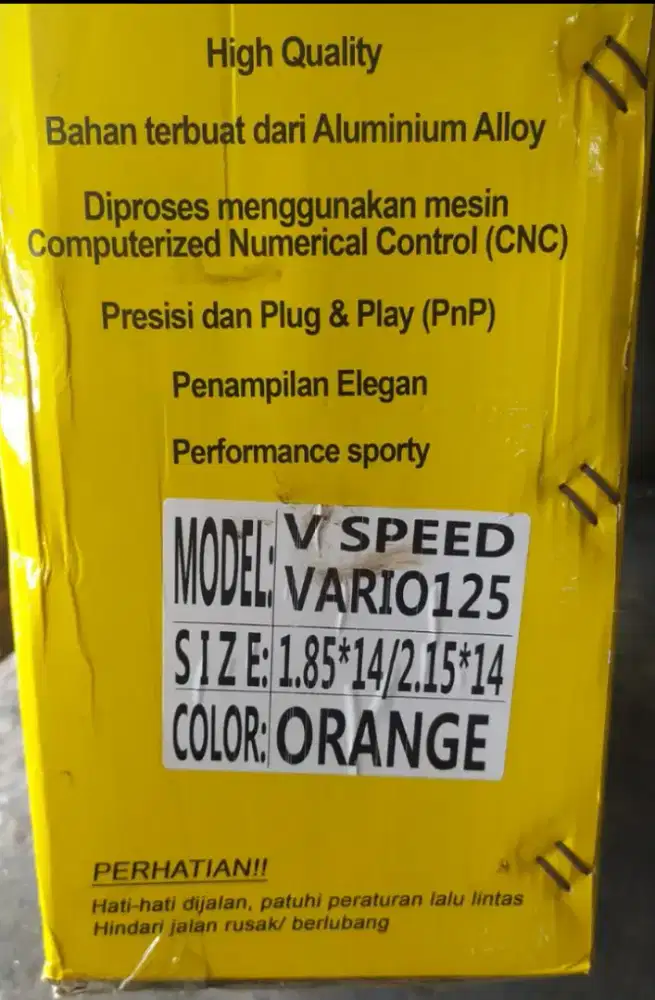 High Quality
Bahan terbuat dari Aluminium Alloy
Diproses menggunakan mesin
Computerized Numerical Control (CNC)
Presisi dan Plug & Play (PnP)
Penampilan Elegan
Performance sporty
MODEL: V SPEED
VARIO125
SIZE: 1.85*14/2.15*14
COLOR: ORANGE
PERHATIAN!!
Hati-hati dijalan, patuhi peraturan lalu lintas
Hindari jalan rusak/ berlubang